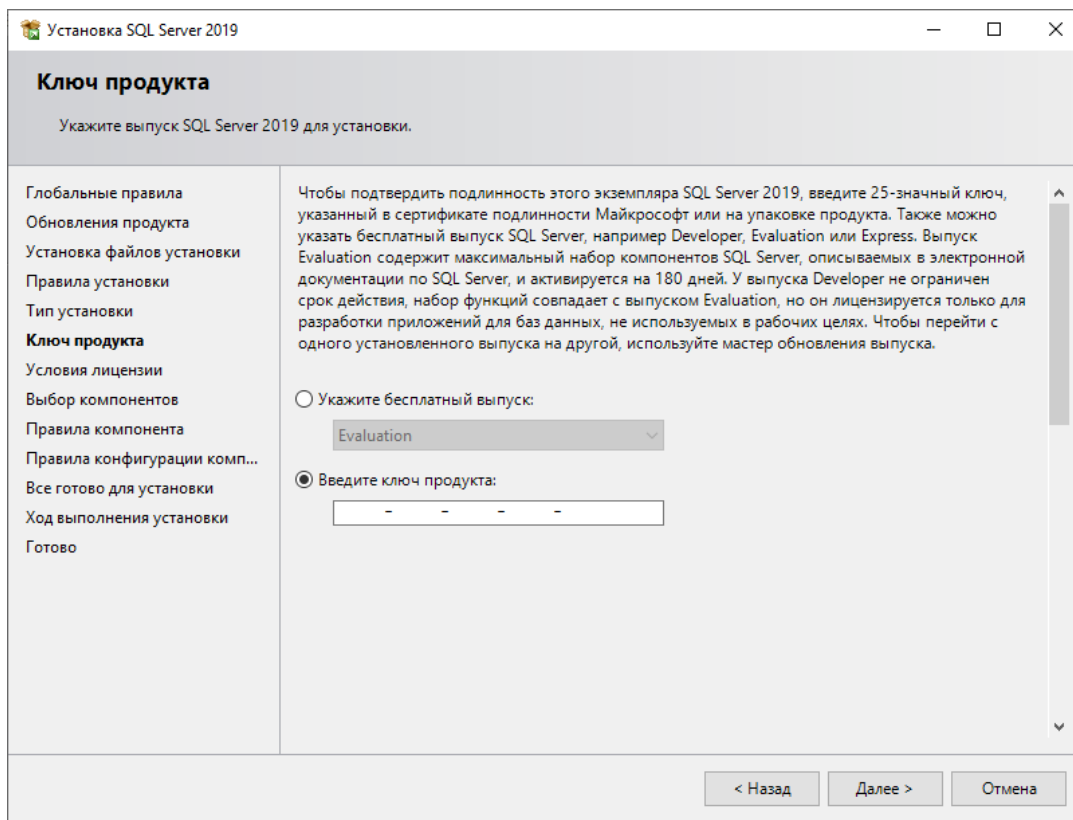 Установка SQL Server 2019
Ключ продукта
Укажите выпуск SQL Server 2019 для установки.
Глобальные правила
Обновления продукта
Установка файлов установки
Правила установки
Тип установки
Ключ продукта
Условия лицензии
Выбор компонентов
Правила компонента
Правила конфигурации комп...
Все готово для установки
Ход выполнения установки
Готово
Чтобы подтвердить подлинность этого экземпляра SQL Server 2019, введите 25-значный ключ,
указанный в сертификате подлинности Майкрософт или на упаковке продукта. Также можно
указать бесплатный выпуск SQL Server, например Developer, Evaluation или Express. Выпуск
Evaluation содержит максимальный набор компонентов SQL Server, описываемых в электронной
документации по SQL Server, и активируется на 180 дней. У выпуска Developer не ограничен
срок действия, набор функций совпадает с выпуском Evaluation, но он лицензируется только для
разработки приложений для баз данных, не используемых в рабочих целях. Чтобы перейти с
одного установленного выпуска на другой, используйте мастер обновления выпуска.
Укажите бесплатный выпуск:
Evaluation
Введите ключ продукта:
- - - -
< Назад
Далее >
Отмена